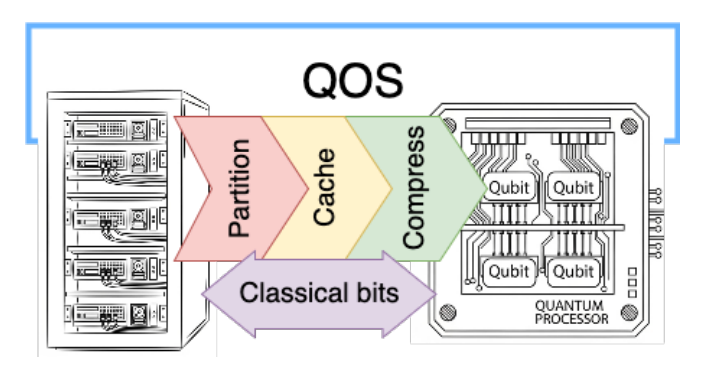 QOS
Partition
Cache
Compress
Classical bits
Qubit
Qubit
Qubit
Qubit
QUANTUM
PROCESSOR